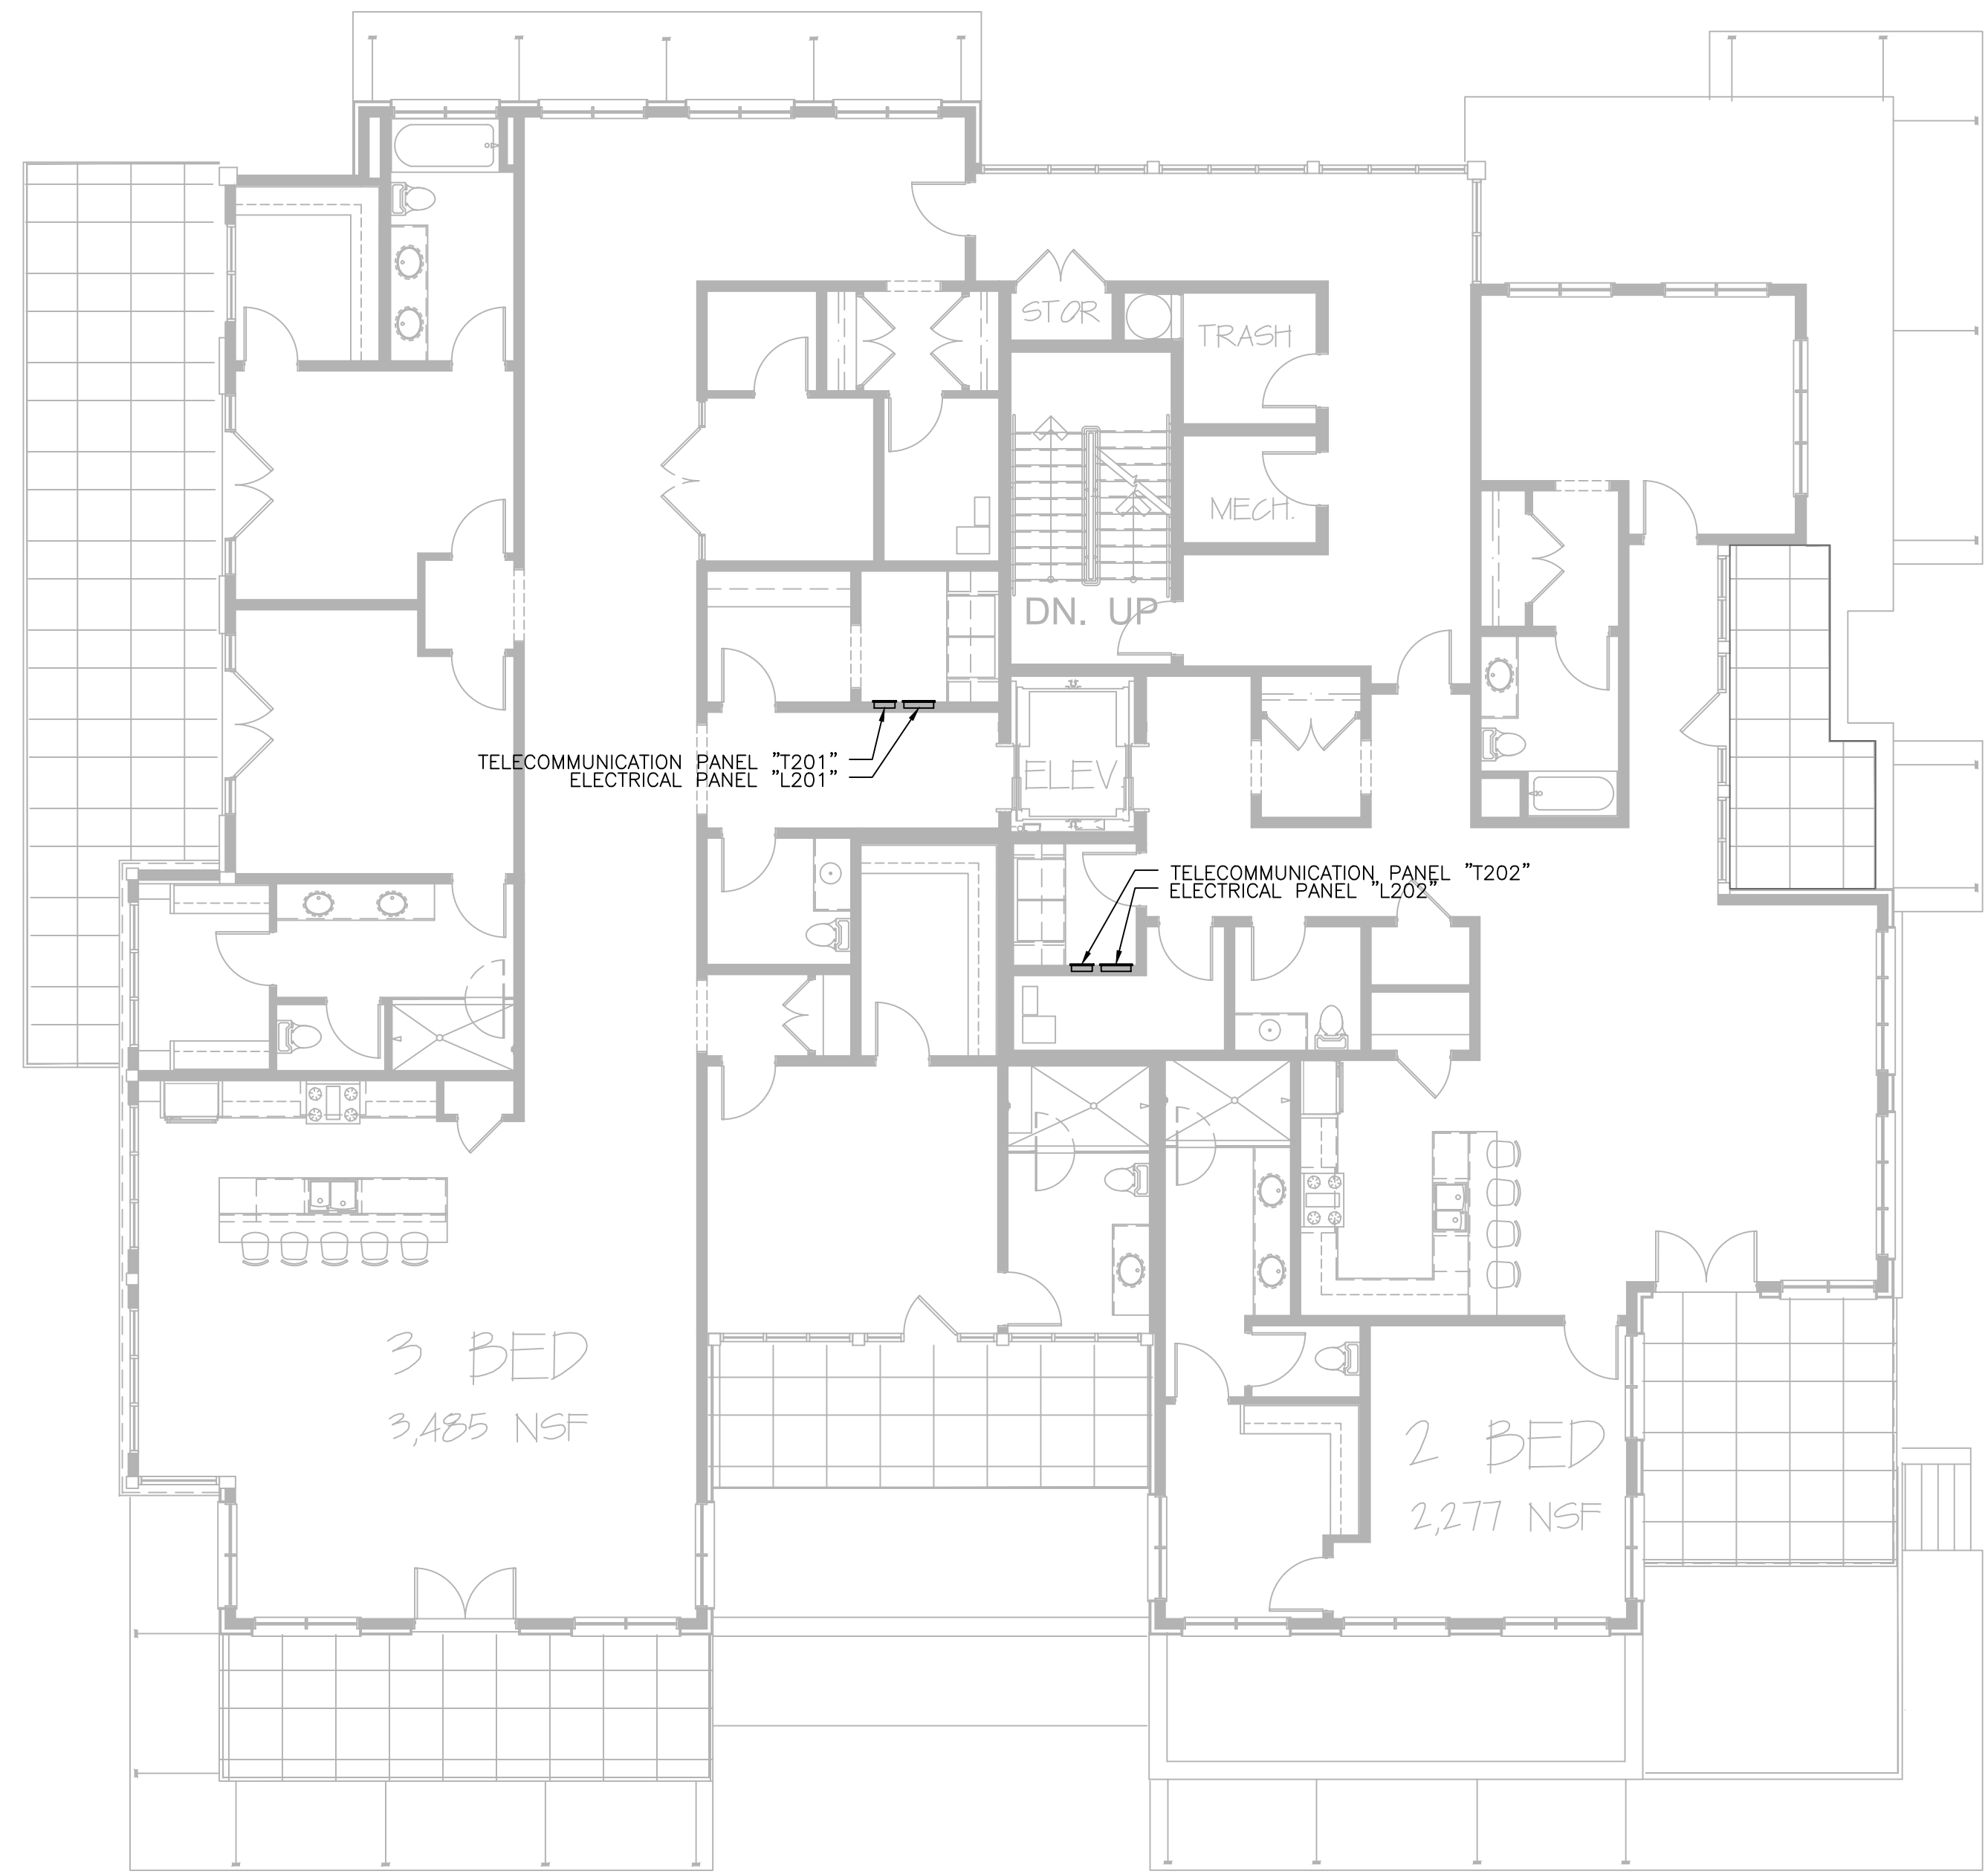 STOR
TRASH
MECH.
DN. UP
TELECOMMUNICATION PANEL "T201"
ELECTRICAL PANEL "L201"
ELEV.
TELECOMMUNICATION PANEL "T202"
ELECTRICAL PANEL "L202"
3 BED
3,485 NSF
2 BED
2,277 NSF